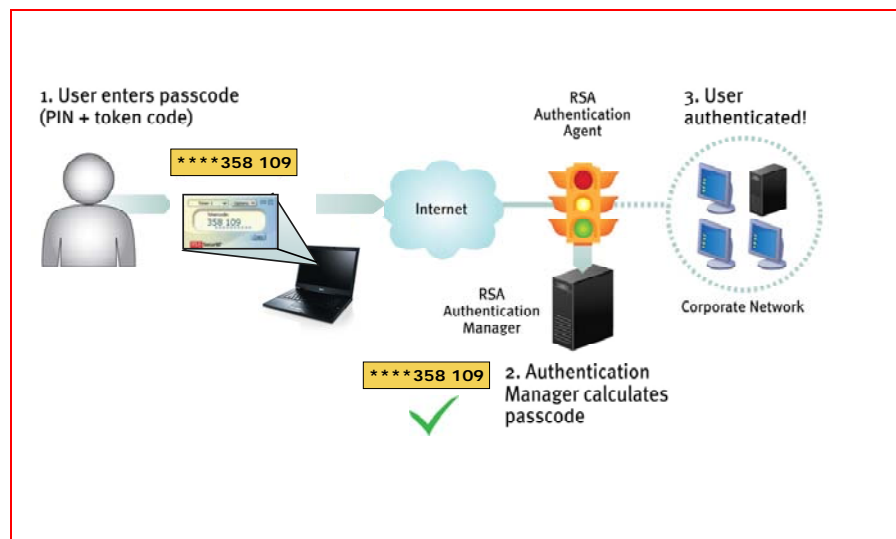 1. User enters passcode
(PIN + token code)
****358 109
358 109
Internet
RSA
Authentication
Agent
3. User
authenticated!
RSA
Authentication
Manager
Corporate Network
****358 109
2. Authentication
Manager calculates
passcode